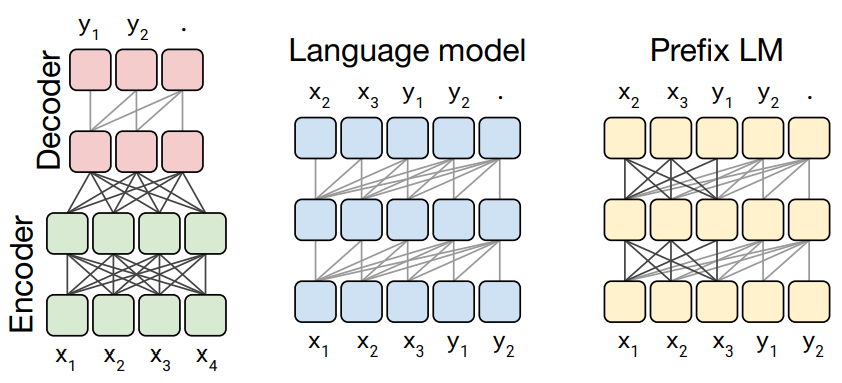 y₁ y₂ .
Decoder
Encoder
x₁ x₂ x₃ x₄
Language model
x₂ x₃ y₁ y₂ .
x₁ x₂ x₃ y₁ y₂
Prefix LM
x₂ x₃ y₁ y₂ .
x₁ x₂ x₃ y₁ y₂